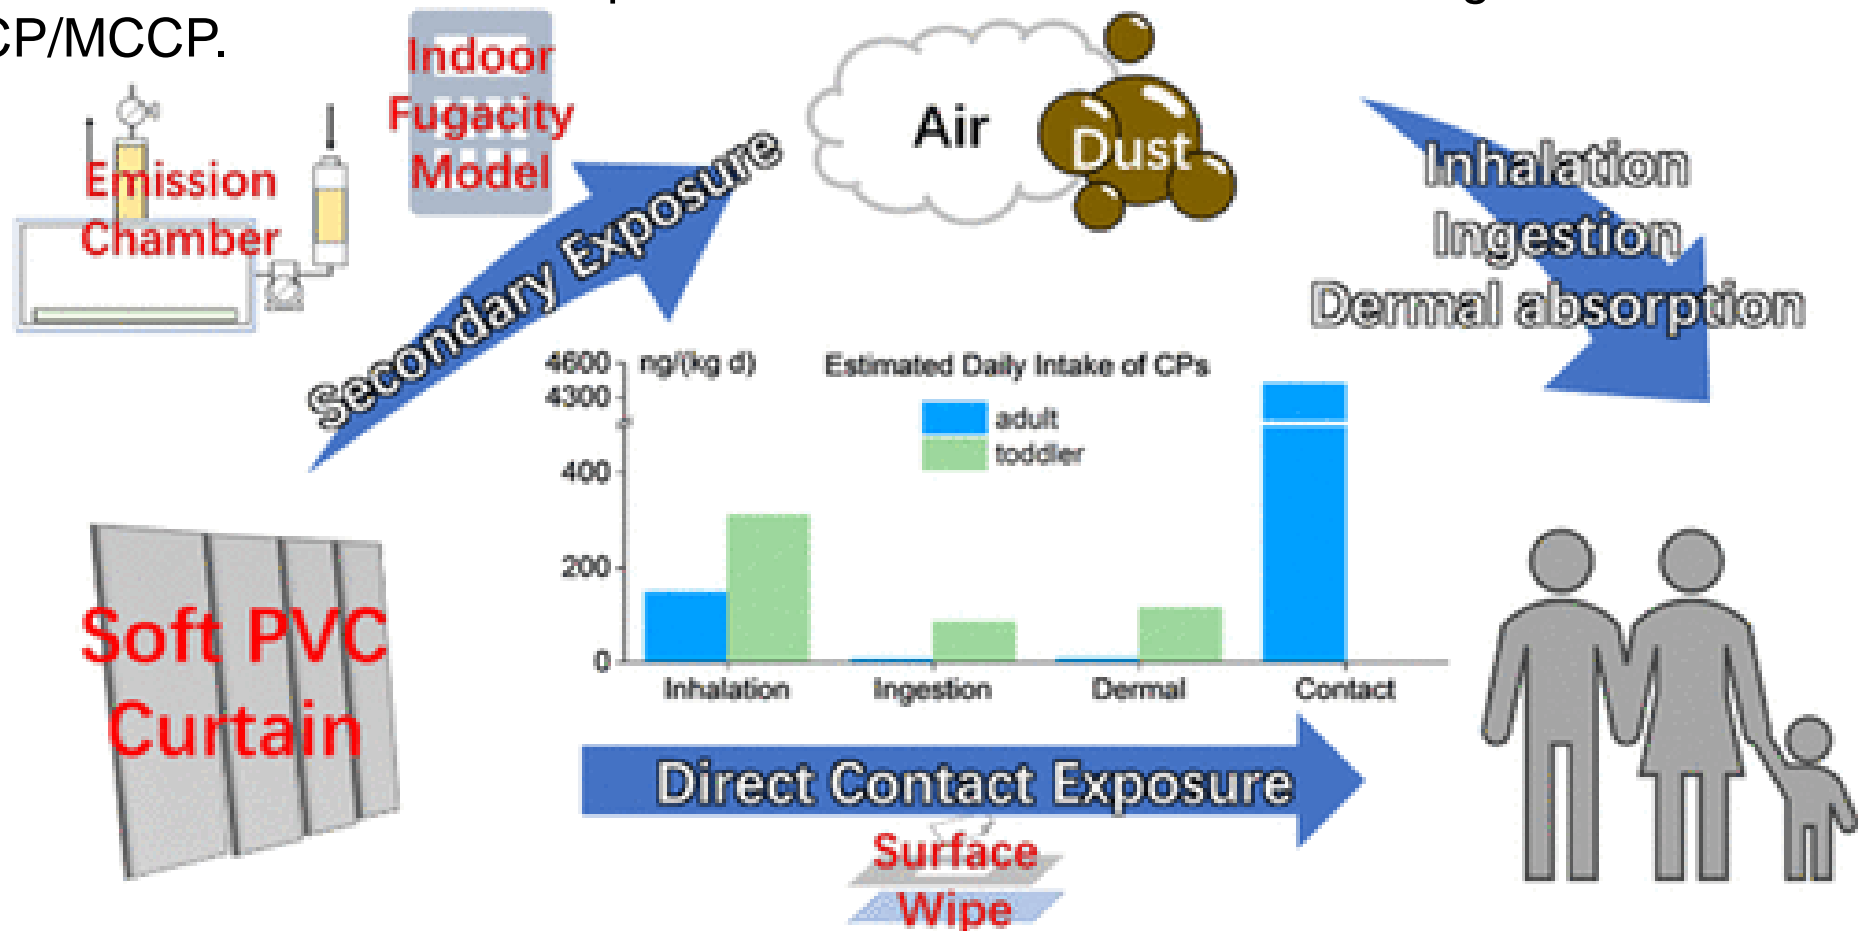 CP/MCCP.
Indoor
Fugacity
Model
Emission
Chamber
Secondary Exposure
Air
Dust
Inhalation
Ingestion
Dermal absorption
ng/(kg d)
Estimated Daily Intake of CPs
adult
toddler
4600
4300
400
200
0
Inhalation
Ingestion
Dermal
Contact
Soft PVC
Curtain
Direct Contact Exposure
Surface
Wipe